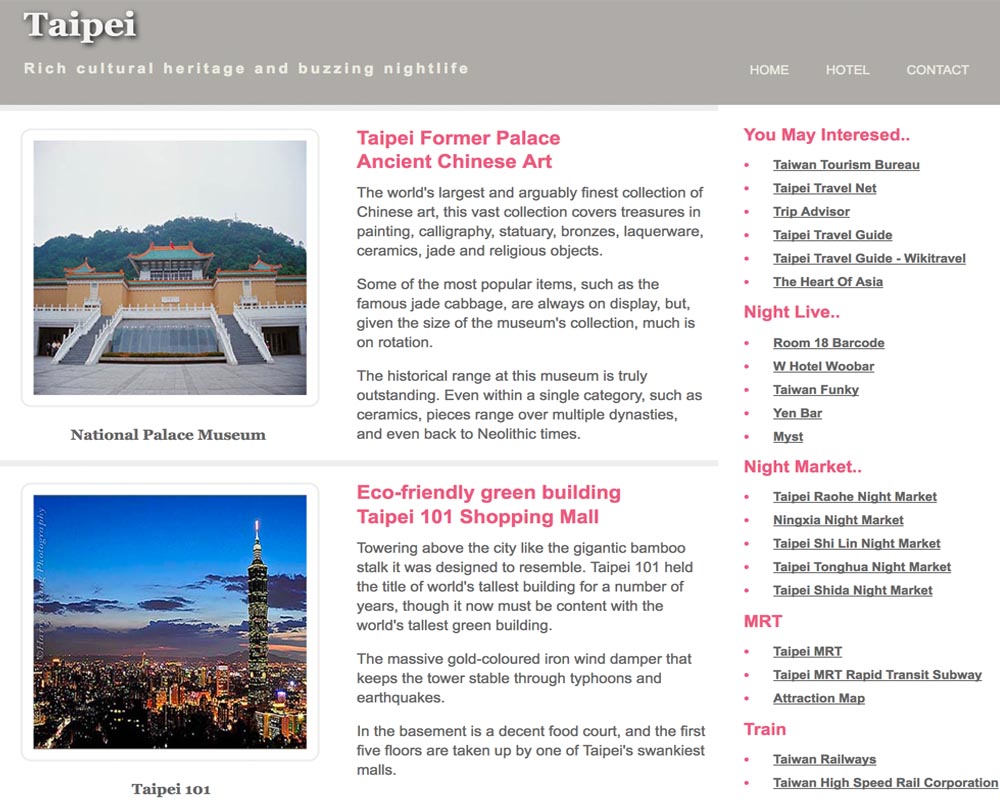 Taipei
Rich cultural heritage and buzzing nightlife
HOME HOTEL CONTACT
Taipei Former Palace
Ancient Chinese Art
The world's largest and arguably finest collection of
Chinese art, this vast collection covers treasures in
painting, calligraphy, statuary, bronzes, laquerware,
ceramics, jade and religious objects.
Some of the most popular items, such as the
famous jade cabbage, are always on display, but,
given the size of the museum's collection, much is
on rotation.
The historical range at this museum is truly
outstanding. Even within a single category, such as
ceramics, pieces range over multiple dynasties,
and even back to Neolithic times.
National Palace Museum
Eco-friendly green building
Taipei 101 Shopping Mall
Towering above the city like the gigantic bamboo
stalk it was designed to resemble. Taipei 101 held
the title of world's tallest building for a number of
years, though it now must be content with the
world's tallest green building.
The massive gold-coloured iron wind damper that
keeps the tower stable through typhoons and
earthquakes.
In the basement is a decent food court, and the first
five floors are taken up by one of Taipei's swankiest
malls.
Photography
Taipei 101
You May Interesed..
• Taiwan Tourism Bureau
• Taipei Travel Net
• Trip Advisor
• Taipei Travel Guide
• Taipei Travel Guide - Wikitravel
• The Heart Of Asia
Night Live..
• Room 18 Barcode
• W Hotel Woobar
• Taiwan Funky
• Yen Bar
• Myst
Night Market..
• Taipei Raohe Night Market
• Ningxia Night Market
• Taipei Shi Lin Night Market
• Taipei Tonghua Night Market
• Taipei Shida Night Market
MRT
• Taipei MRT
• Taipei MRT Rapid Transit Subway
• Attraction Map
Train
• Taiwan Railways
• Taiwan High Speed Rail Corporation